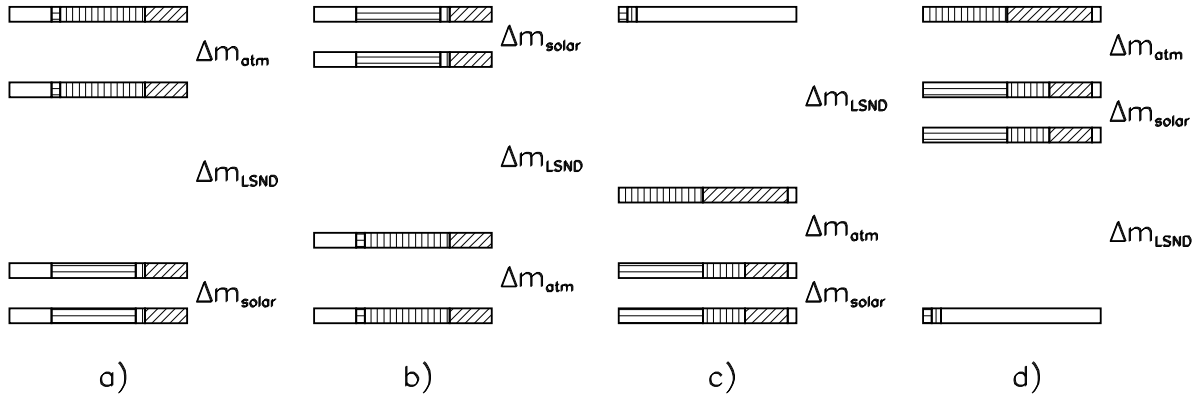 Δm_atm
Δm_LSND
Δm_solar
a)
Δm_solar
Δm_LSND
Δm_atm
b)
Δm_LSND
Δm_atm
Δm_solar
c)
Δm_atm
Δm_solar
Δm_LSND
d)